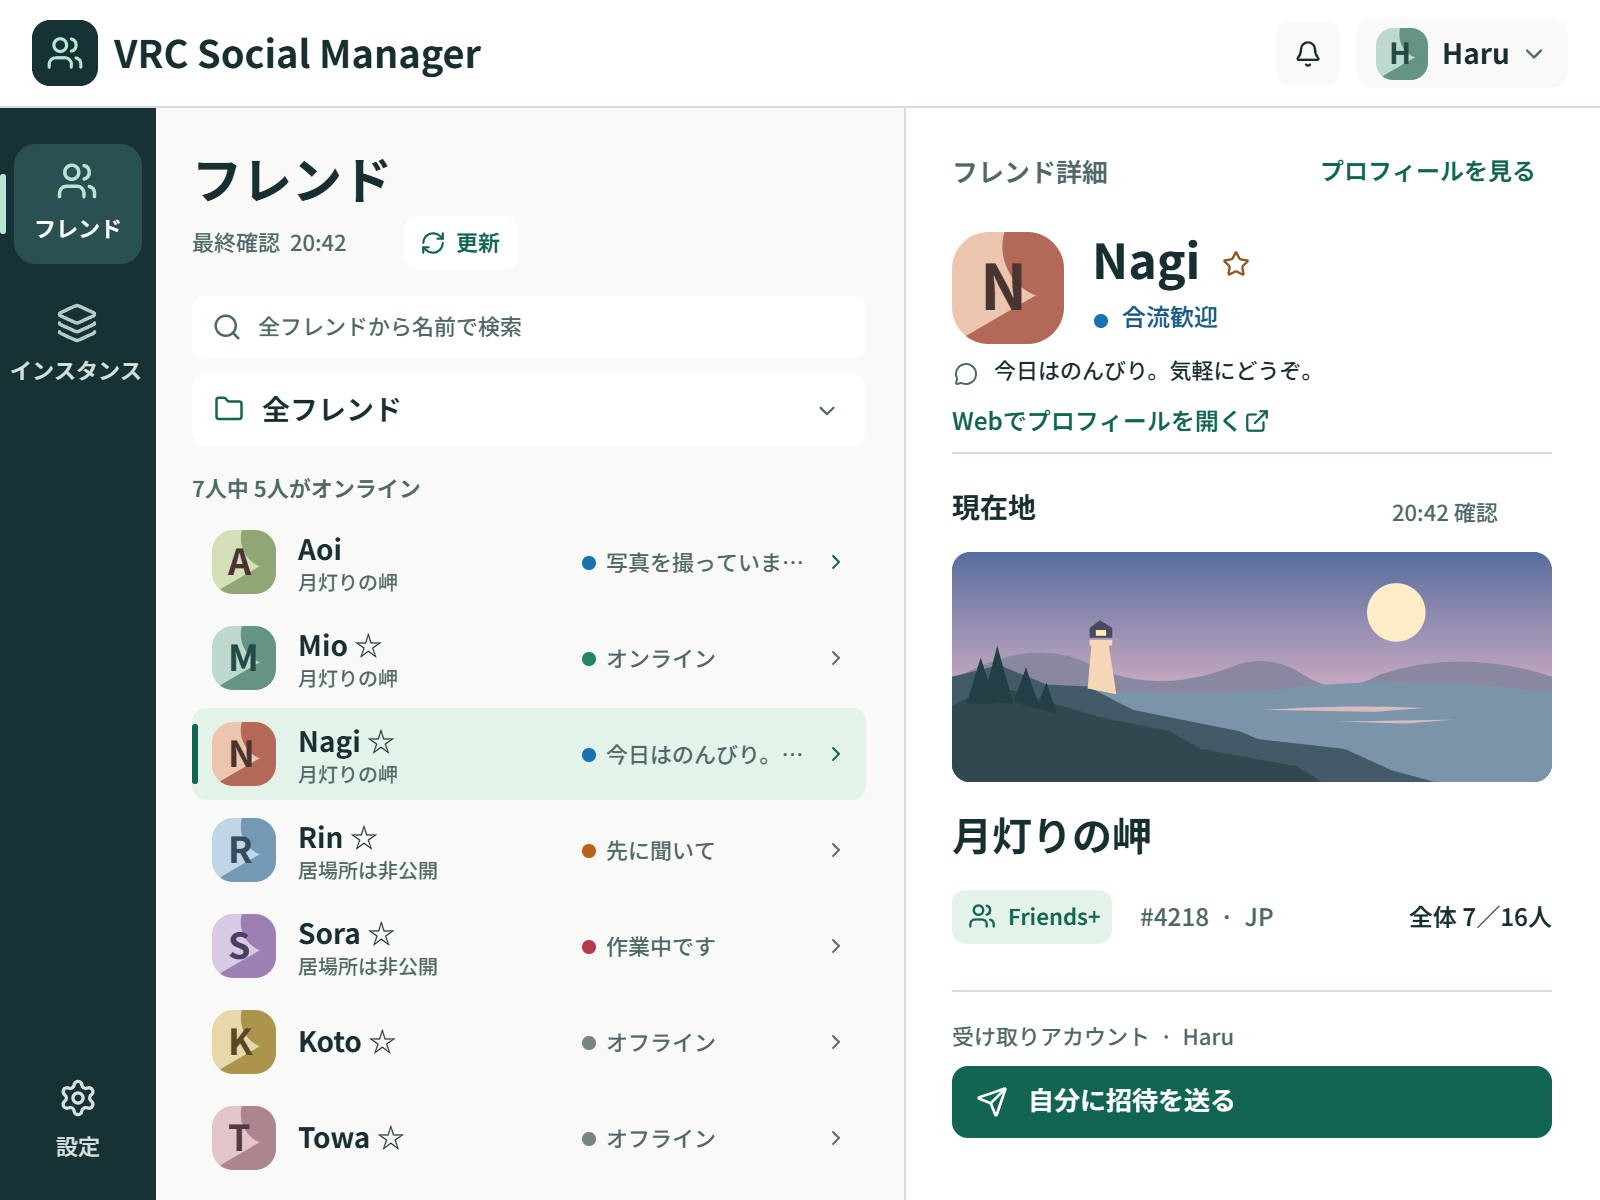 VRC Social Manager
H Haru
フレンド
インスタンス
設定
フレンド
最終確認 20:42
更新
全フレンドから名前で検索
全フレンド
7人中 5人がオンライン
A Aoi
月灯りの岬
写真を撮っていま…
M Mio ☆
月灯りの岬
オンライン
N Nagi ☆
月灯りの岬
今日はのんびり。…
R Rin ☆
居場所は非公開
先に聞いて
S Sora ☆
居場所は非公開
作業中です
K Koto ☆
オフライン
T Towa ☆
オフライン
フレンド詳細
プロフィールを見る
N Nagi
合流歓迎
今日はのんびり。気軽にどうぞ。
Webでプロフィールを開く
現在地
20:42 確認
月灯りの岬
Friends+
#4218 · JP
全体 7／16人
受け取りアカウント · Haru
自分に招待を送る